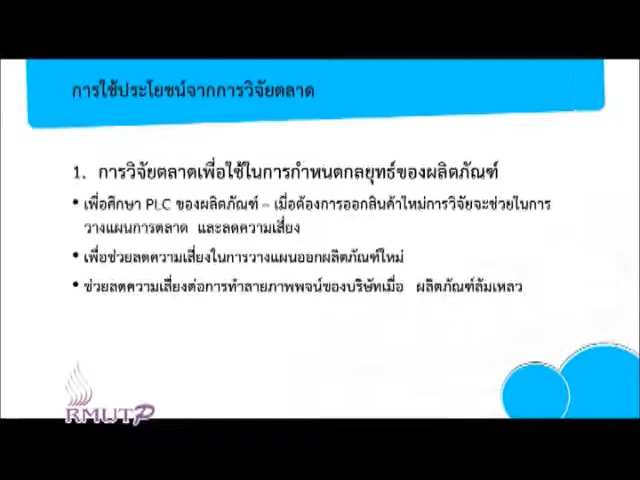 การใช้ประโยชน์จากการวิจัยตลาด
1. การวิจัยตลาดเพื่อใช้ในการกำหนดกลยุทธ์ของผลิตภัณฑ์
• เพื่อศึกษา PLC ของผลิตภัณฑ์ – เมื่อต้องการออกสินค้าใหม่การวิจัยจะช่วยในการ
วางแผนการตลาด และลดความเสี่ยง
• เพื่อช่วยลดความเสี่ยงในการวางแผนออกผลิตภัณฑ์ใหม่
• ช่วยลดความเสี่ยงต่อการทำลายภาพพจน์ของบริษัทเมื่อ ผลิตภัณฑ์ล้มเหลว
RMUTP